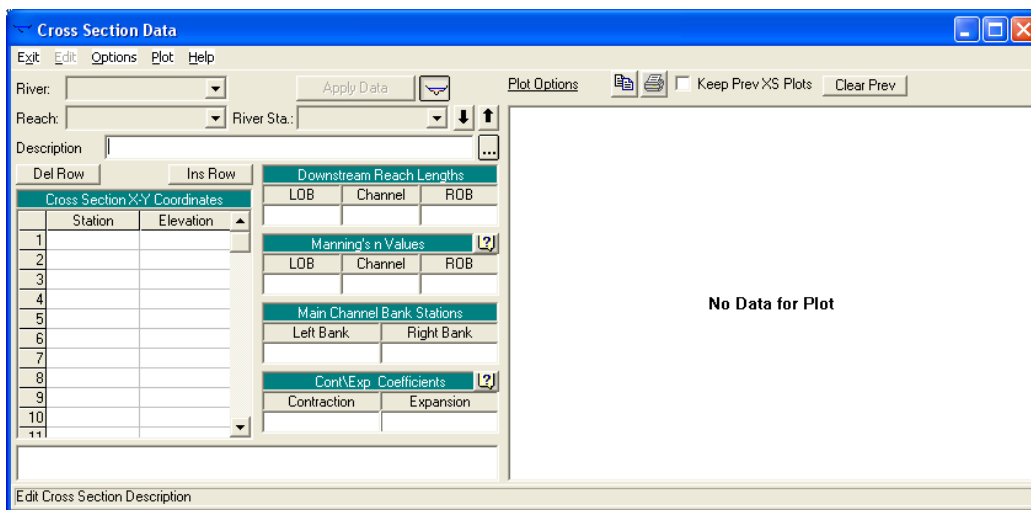 Cross Section Data
Exit Edit Options Plot Help
River: Apply Data Plot Options Keep Prev XS Plots Clear Prev
Reach: River Sta.:
Description ...
Del Row Ins Row Downstream Reach Lengths
Cross Section X-Y Coordinates LOB Channel ROB
Station Elevation
1 Manning's n Values
2 LOB Channel ROB
3
4 Main Channel Bank Stations No Data for Plot
5 Left Bank Right Bank
6
7
8 Cont\Exp Coefficients
9 Contraction Expansion
10
11
Edit Cross Section Description